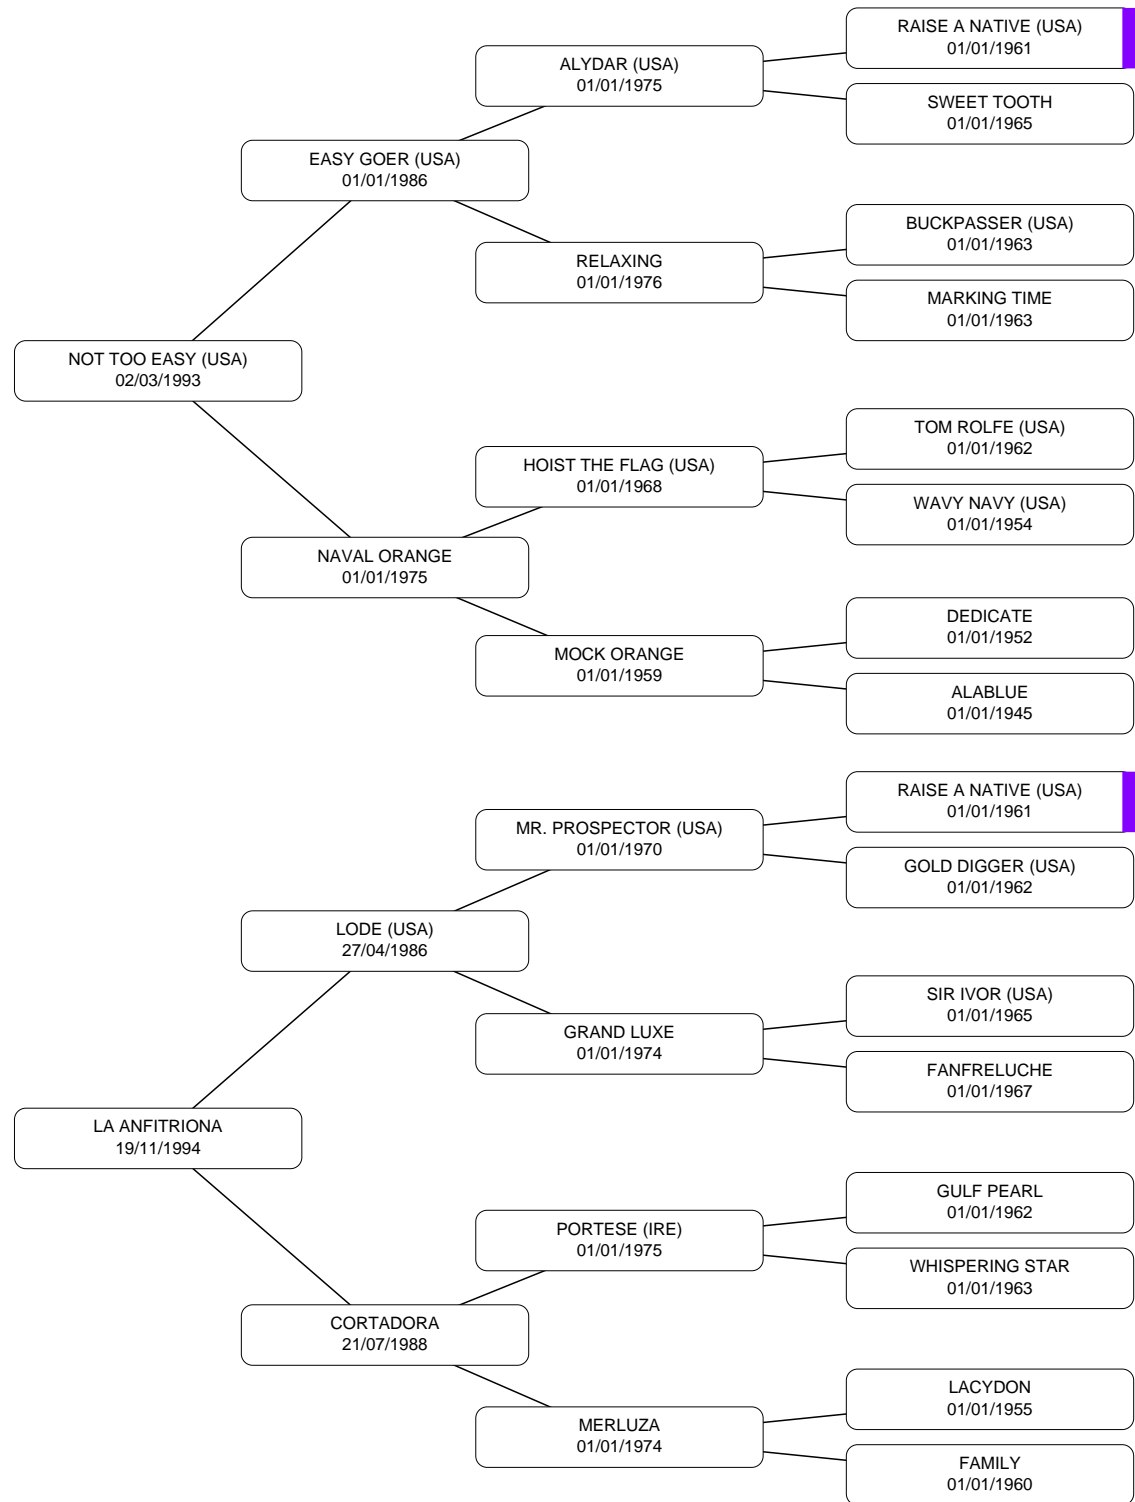 RAISE A NATIVE (USA)
01/01/1961
ALYDAR (USA)
01/01/1975
SWEET TOOTH
01/01/1965
EASY GOER (USA)
01/01/1986
BUCKPASSER (USA)
01/01/1963
RELAXING
01/01/1976
MARKING TIME
01/01/1963
NOT TOO EASY (USA)
02/03/1993
TOM ROLFE (USA)
01/01/1962
HOIST THE FLAG (USA)
01/01/1968
WAVY NAVY (USA)
01/01/1954
NAVAL ORANGE
01/01/1975
DEDICATE
01/01/1952
MOCK ORANGE
01/01/1959
ALABLUE
01/01/1945
RAISE A NATIVE (USA)
01/01/1961
MR. PROSPECTOR (USA)
01/01/1970
GOLD DIGGER (USA)
01/01/1962
LODE (USA)
27/04/1986
SIR IVOR (USA)
01/01/1965
GRAND LUXE
01/01/1974
FANFRELUCHE
01/01/1967
LA ANFITRIONA
19/11/1994
GULF PEARL
01/01/1962
PORTESE (IRE)
01/01/1975
WHISPERING STAR
01/01/1963
CORTADORA
21/07/1988
LACYDON
01/01/1955
MERLUZA
01/01/1974
FAMILY
01/01/1960